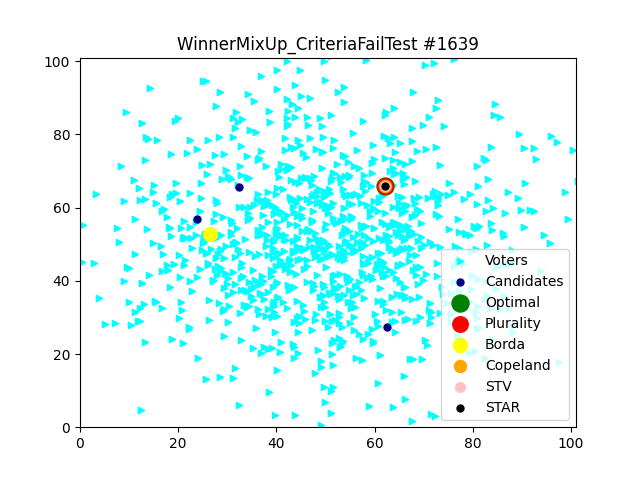 WinnerMixUp_CriteriaFailTest #1639
100
80
60
40
20
0
0
20
40
60
80
100
Voters
Candidates
Optimal
Plurality
Borda
Copeland
STV
STAR